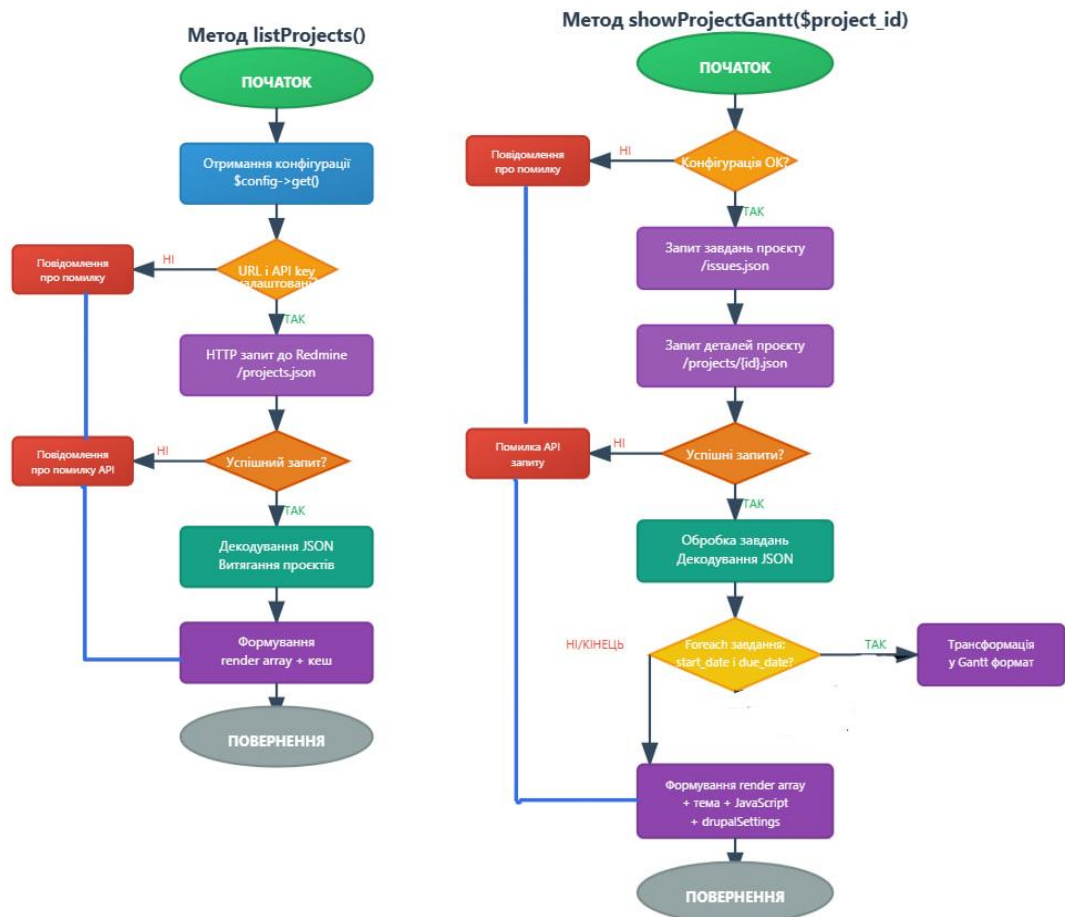 Метод listProjects()
ПОЧАТОК
Отримання конфігурації
$config->get()
URL і API key
налаштовані?
НІ
Повідомлення
про помилку
ТАК
HTTP запит до Redmine
/projects.json
Успішний запит?
НІ
Повідомлення
про помилку API
ТАК
Декодування JSON
Витягання проєктів
Формування
render array + кеш
ПОВЕРНЕННЯ
Метод showProjectGantt($project_id)
ПОЧАТОК
Конфігурація OK?
НІ
Повідомлення
про помилку
ТАК
Запит завдань проєкту
/issues.json
Запит деталей проєкту
/projects/{id}.json
Успішні запити?
НІ
Помилка API
запиту
ТАК
Обробка завдань
Декодування JSON
Foreach завдання:
start_date і due_date?
НІ/КІНЕЦЬ
ТАК
Трансформація
у Gantt формат
Формування render array
+ тема + JavaScript
+ drupalSettings
ПОВЕРНЕННЯ